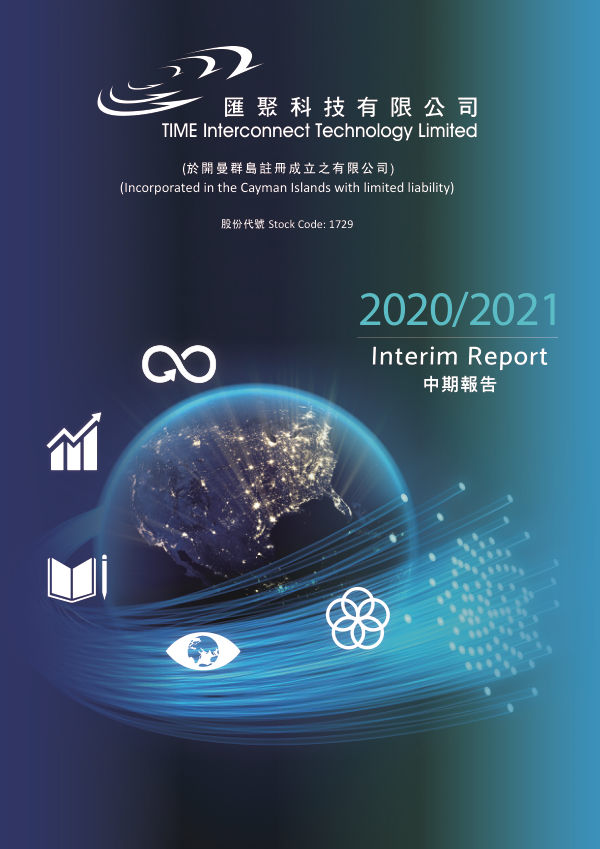 匯聚科技有限公司
TIME Interconnect Technology Limited
(於開曼群島註冊成立之有限公司)
(Incorporated in the Cayman Islands with limited liability)
股份代號 Stock Code: 1729
2020/2021
Interim Report
中期報告